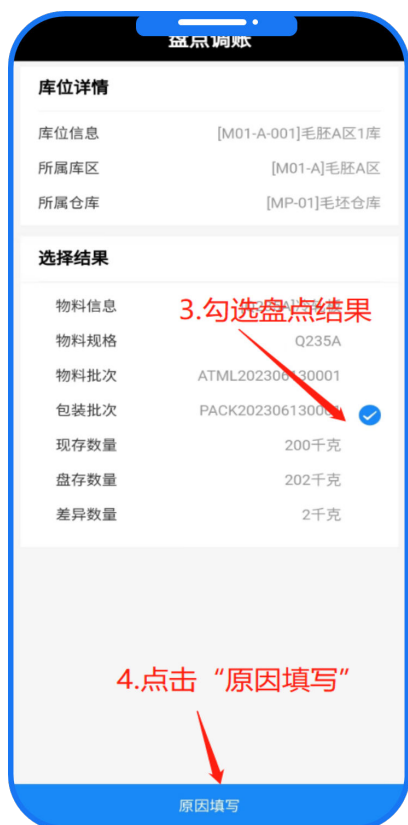 盘点调账
库位详情
库位信息 [M01-A-001]毛胚A区1库
所属库区 [M01-A]毛胚A区
所属仓库 [MP-01]毛坯仓库
选择结果
物料信息
3.勾选盘点结果
物料规格 Q235A
物料批次 ATML202306130001
包装批次
现存数量 200千克
盘存数量 202千克
差异数量 2千克
4.点击“原因填写”
原因填写